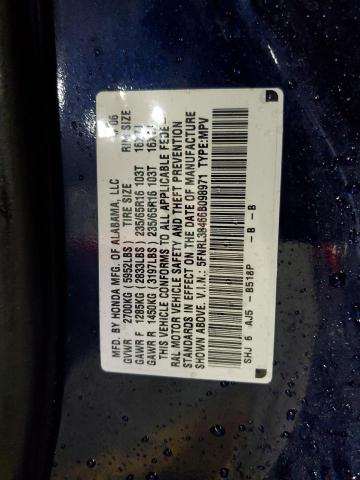 MFD. BY HONDA MFG. OF ALABAMA, LLC 06
GVWR 2700KG (5952LBS) TIRE SIZE RIM SIZE
GAWR F 1285KG (2833LBS) 235/65R16 103T 16X7J
GAWR R 1450KG (3197LBS) 235/65R16 103T 16X7J
THIS VEHICLE CONFORMS TO ALL APPLICABLE FEDE-
RAL MOTOR VEHICLE SAFETY AND THEFT PREVENTION
STANDARDS IN EFFECT ON THE DATE OF MANUFACTURE
SHOWN ABOVE. V.I.N.: 5FNRL38466B098971 TYPE:MPV
SHJ 6 AJ5 - B518P - B - B